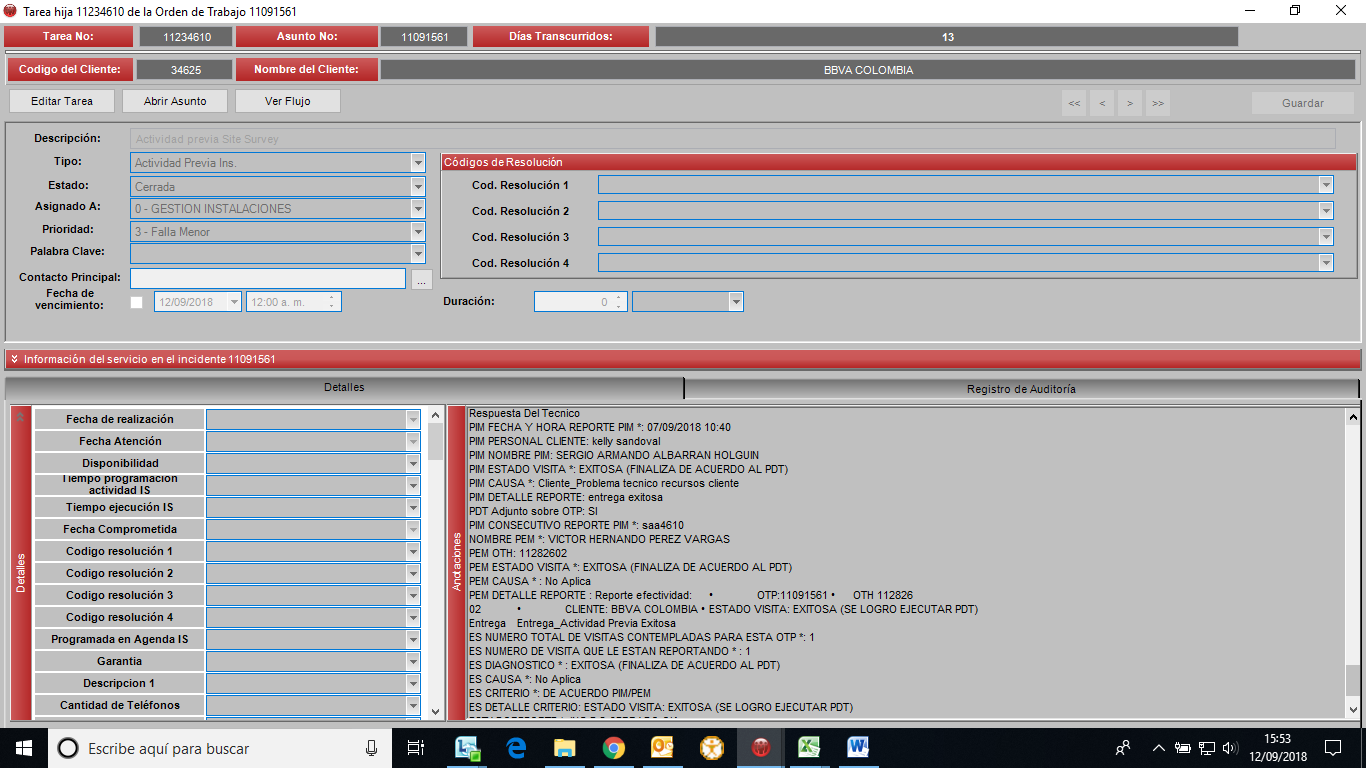 Tarea hija 11234610 de la Orden de Trabajo 11091561
Tarea No: 11234610 Asunto No: 11091561 Días Transcurridos: 13
Codigo del Cliente: 34625 Nombre del Cliente: BBVA COLOMBIA
Editar Tarea Abrir Asunto Ver Flujo << < > >> Guardar
Descripción: Actividad previa Site Survey
Tipo: Actividad Previa Ins.
Estado: Cerrada
Asignado A: 0 - GESTION INSTALACIONES
Prioridad: 3 - Falla Menor
Palabra Clave:
Contacto Principal: ...
Fecha de vencimiento: 12/09/2018 12:00 a. m.
Códigos de Resolución
Cod. Resolución 1
Cod. Resolución 2
Cod. Resolución 3
Cod. Resolución 4
Duración: 0
Información del servicio en el incidente 11091561
Detalles Registro de Auditoría
Detalles
Fecha de realización
Fecha Atención
Disponibilidad
Tiempo programación
actividad IS
Tiempo ejecución IS
Fecha Comprometida
Codigo resolución 1
Codigo resolución 2
Codigo resolución 3
Codigo resolución 4
Programada en Agenda IS
Garantia
Descripcion 1
Cantidad de Teléfonos
Anotaciones
Respuesta Del Tecnico
PIM FECHA Y HORA REPORTE PIM *: 07/09/2018 10:40
PIM PERSONAL CLIENTE: kelly sandoval
PIM NOMBRE PIM: SERGIO ARMANDO ALBARRAN HOLGUIN
PIM ESTADO VISITA *: EXITOSA (FINALIZA DE ACUERDO AL PDT)
PIM CAUSA *: Cliente_Problema tecnico recursos cliente
PIM DETALLE REPORTE: entrega exitosa
PDT Adjunto sobre OTP: SI
PIM CONSECUTIVO REPORTE PIM *: saa4610
NOMBRE PEM *: VICTOR HERNANDO PEREZ VARGAS
PEM OTH: 11282602
PEM ESTADO VISITA *: EXITOSA (FINALIZA DE ACUERDO AL PDT)
PEM CAUSA * : No Aplica
PEM DETALLE REPORTE : Reporte efectividad: • OTP:11091561 • OTH 112826
02 • CLIENTE: BBVA COLOMBIA • ESTADO VISITA: EXITOSA (SE LOGRO EJECUTAR PDT)
Entrega Entrega_Actividad Previa Exitosa
ES NUMERO TOTAL DE VISITAS CONTEMPLADAS PARA ESTA OTP *: 1
ES NUMERO DE VISITA QUE LE ESTAN REPORTANDO * : 1
ES DIAGNOSTICO * : EXITOSA (FINALIZA DE ACUERDO AL PDT)
ES CAUSA *: No Aplica
ES CRITERIO *: DE ACUERDO PIM/PEM
ES DETALLE CRITERIO: ESTADO VISITA: EXITOSA (SE LOGRO EJECUTAR PDT)
Escribe aquí para buscar
15:53
12/09/2018